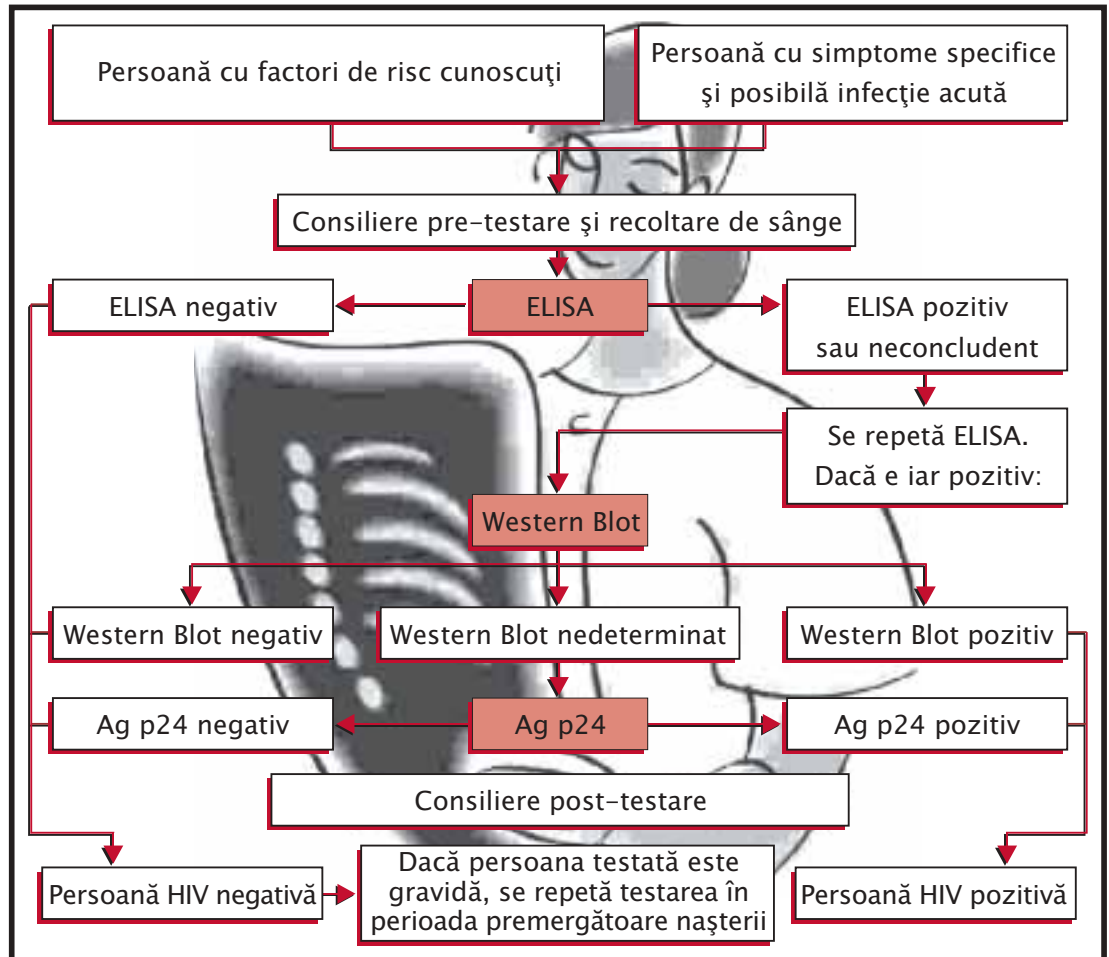 Persoană cu factori de risc cunoscuţi
Persoană cu simptome specifice
şi posibilă infecţie acută
Consiliere pre-testare şi recoltare de sânge
ELISA negativ
ELISA
ELISA pozitiv
sau neconcludent
Se repetă ELISA.
Dacă e iar pozitiv:
Western Blot
Western Blot negativ
Western Blot nedeterminat
Western Blot pozitiv
Ag p24 negativ
Ag p24
Ag p24 pozitiv
Consiliere post-testare
Persoană HIV negativă
Dacă persoana testată este
gravidă, se repetă testarea în
perioada premergătoare naşterii
Persoană HIV pozitivă